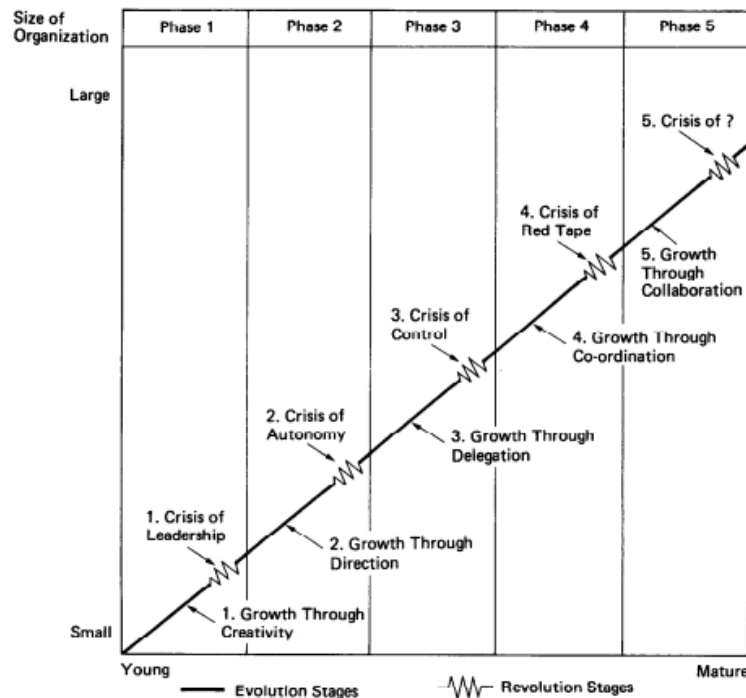 Size of
Organization
Phase 1
Phase 2
Phase 3
Phase 4
Phase 5
Large
5. Crisis of ?
4. Crisis of
Red Tape
5. Growth
Through
Collaboration
3. Crisis of
Control
4. Growth Through
Co-ordination
2. Crisis of
Autonomy
3. Growth Through
Delegation
1. Crisis of
Leadership
2. Growth Through
Direction
1. Growth Through
Creativity
Small
Young
Mature
Evolution Stages
Revolution Stages